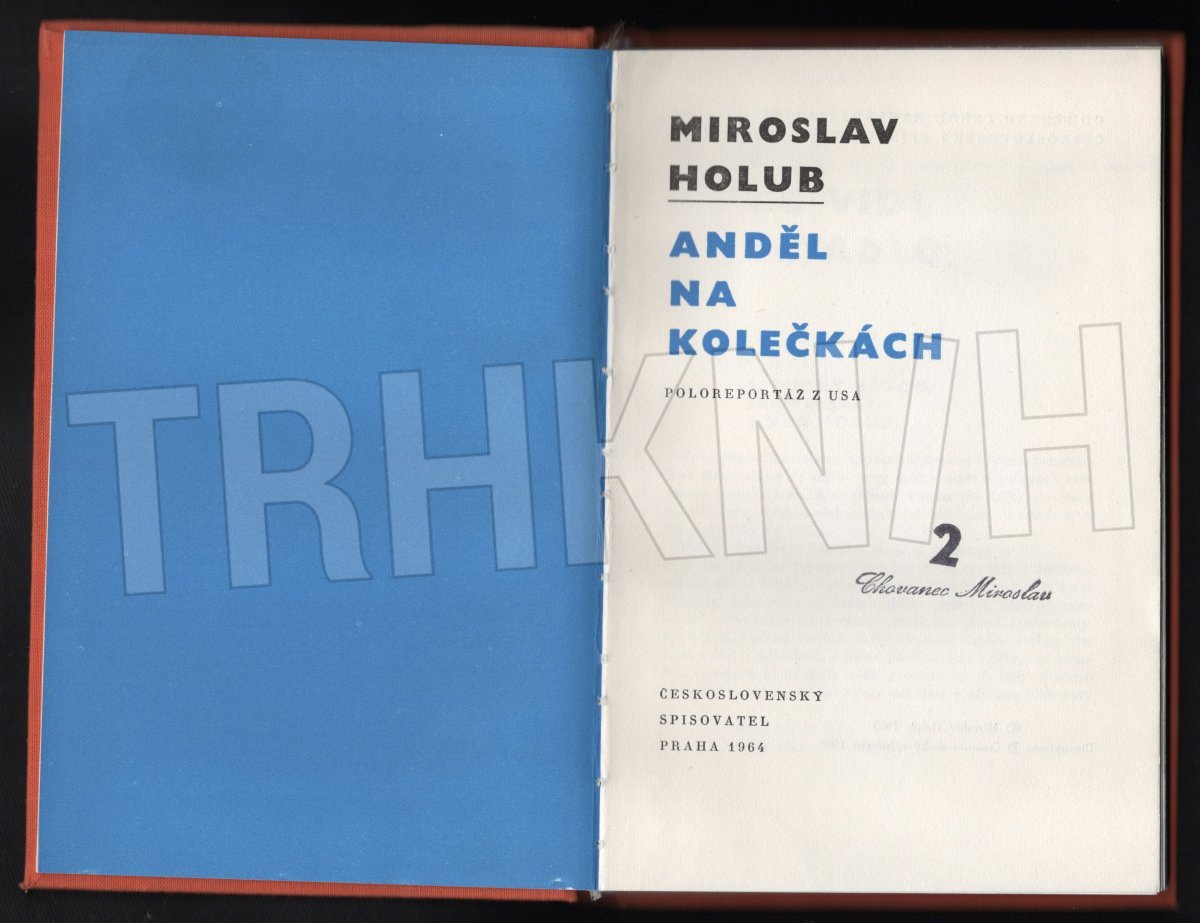 MIROSLAV
HOLUB
ANDĚL
NA
KOLEČKÁCH
POLOREPORTÁŽ Z USA
TRHKNIH
2
Chovanec Miroslav
ČESKOSLOVENSKÝ
SPISOVATEL
PRAHA 1964